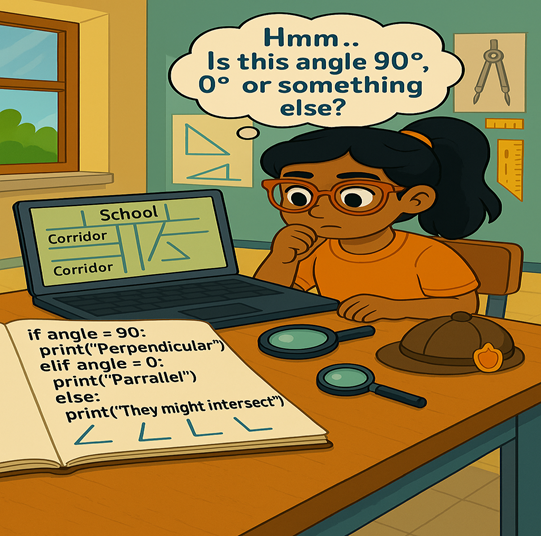 Hmm..
Is this angle 90°,
0° or something
else?
School
Corridor
Corridor
if angle = 90:
print("Perpendicular")
elif angle = 0:
print("Parrallel")
else:
print("They might intersect")